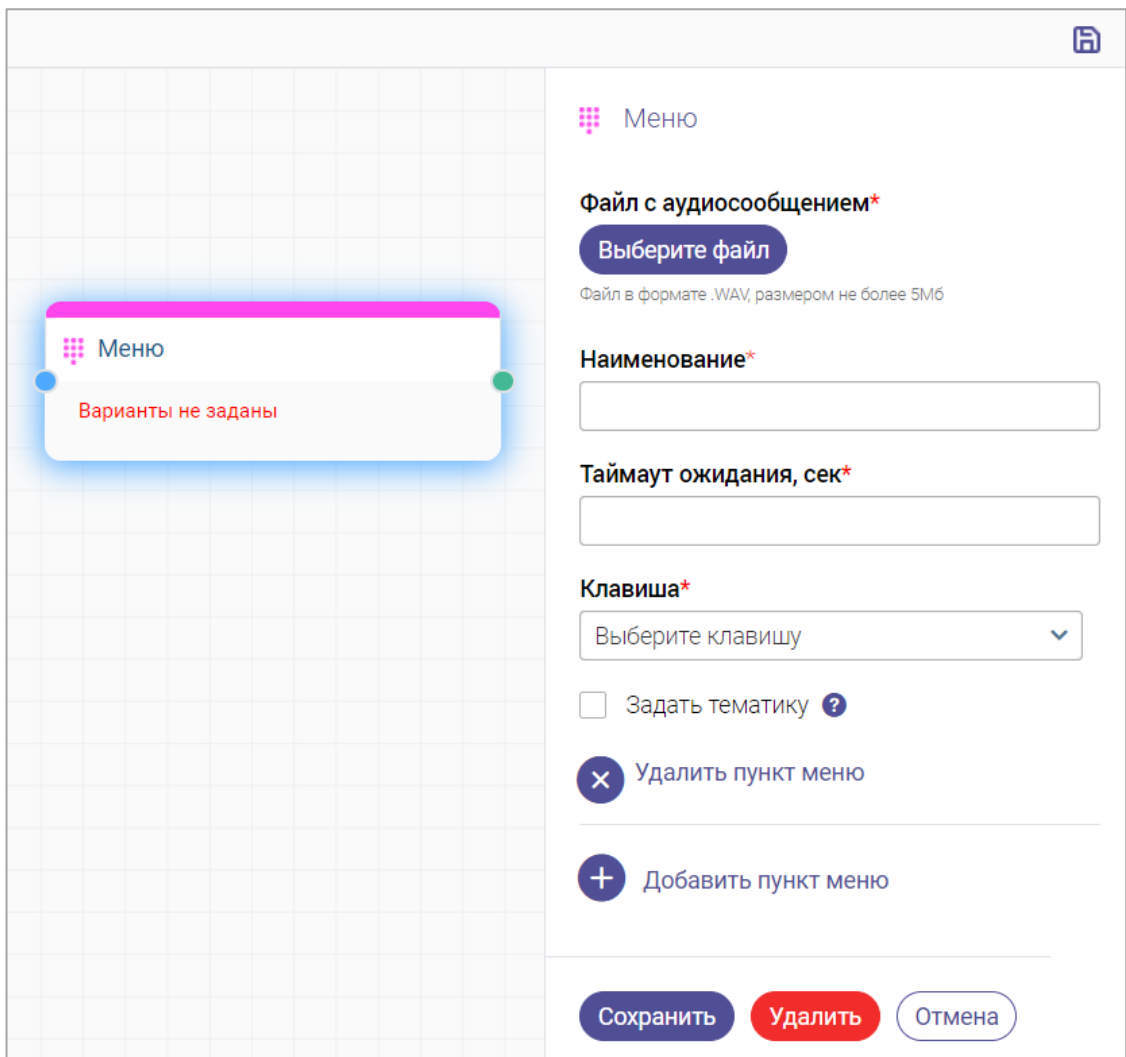 Меню
Варианты не заданы
Меню
Файл с аудиосообщением*
Выберите файл
Файл в формате .WAV, размером не более 5Мб
Наименование*
Таймаут ожидания, сек*
Клавиша*
Выберите клавишу
Задать тематику ?
Удалить пункт меню
Добавить пункт меню
Сохранить Удалить Отмена